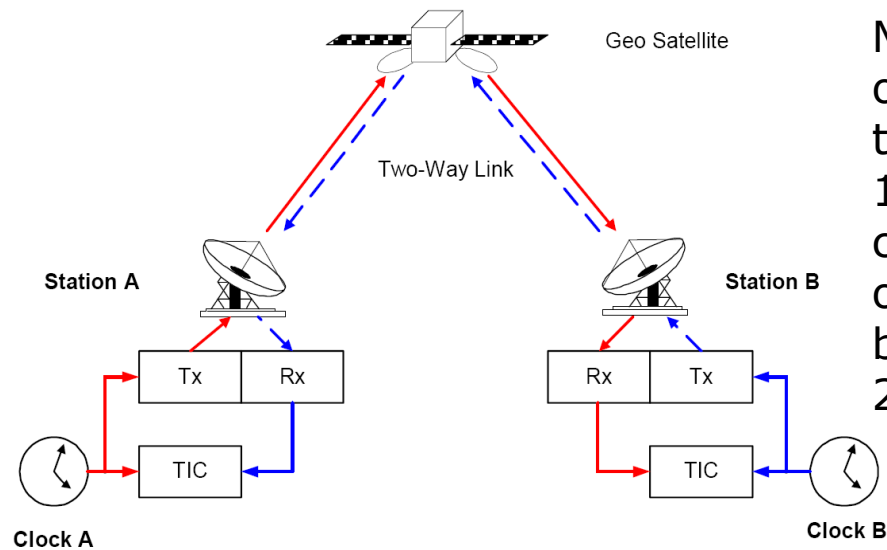 Geo Satellite
Two-Way Link
Station A
Station B
Tx
Rx
Rx
Tx
TIC
TIC
Clock A
Clock B